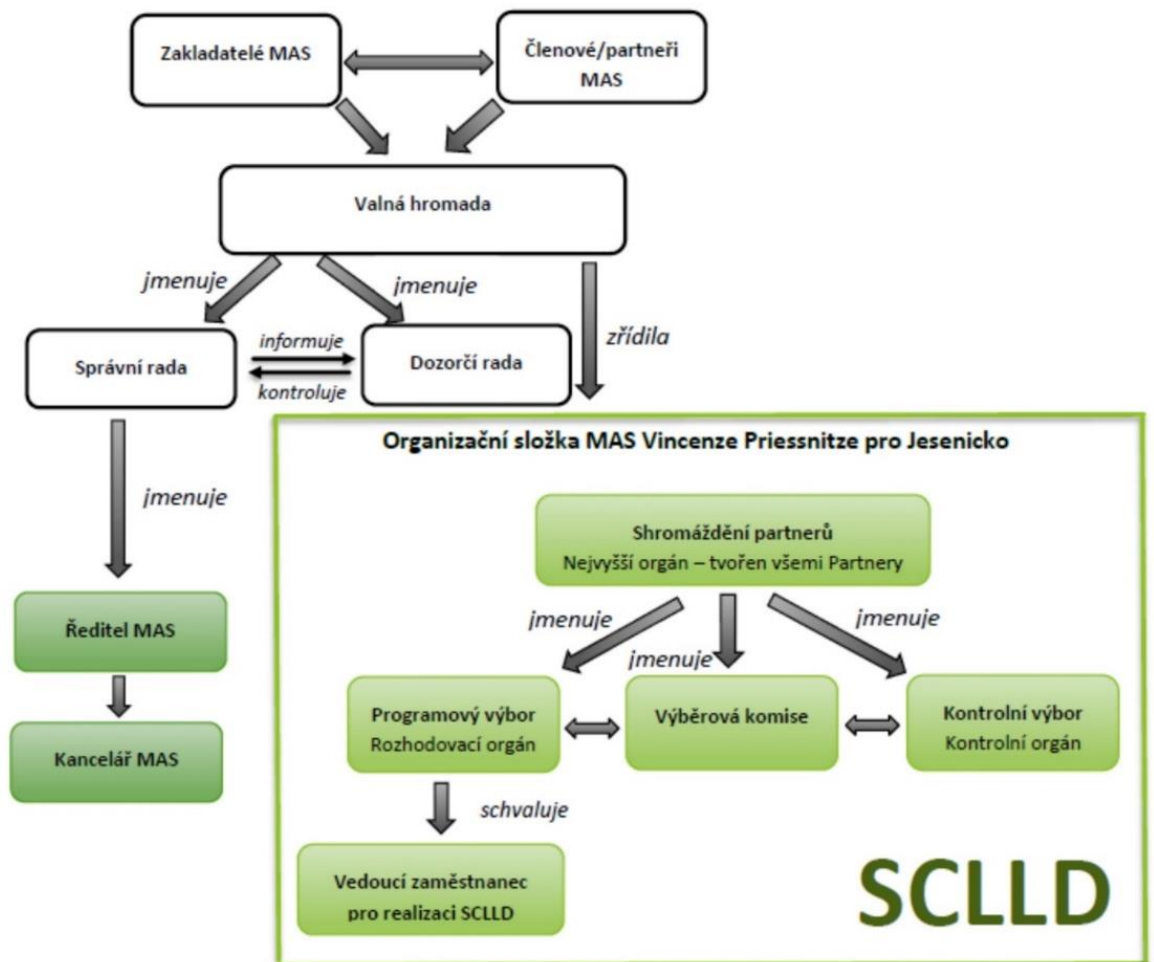 Zakladatelé MAS
Členové/partneři
MAS
Valná hromada
jmenuje
jmenuje
zřídila
Správní rada
informuje
kontroluje
Dozorčí rada
jmenuje
Ředitel MAS
Kancelář MAS
Organizační složka MAS Vincenze Priessnitze pro Jesenicko
Shromáždění partnerů
Nejvyšší orgán – tvořen všemi Partnery
jmenuje
jmenuje
jmenuje
Programový výbor
Rozhodovací orgán
Výběrová komise
Kontrolní výbor
Kontrolní orgán
schvaluje
Vedoucí zaměstnanec
pro realizaci SCLLD
SCLLD